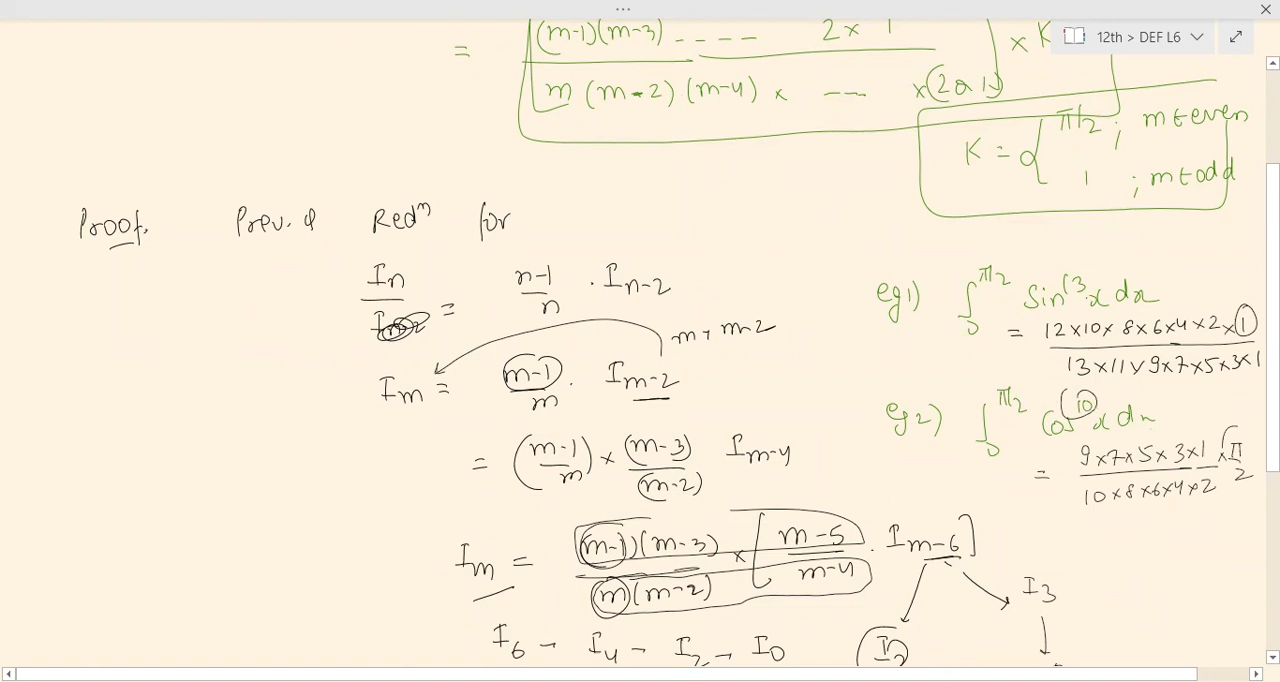 12th > DEF L6
= (m-1)(m-3) - - - - 2 × 1 × K
m (m-2) (m-4) × --- × (2 or 1)
K = { π/2 ; m → even
1 ; m → odd
Proof. Prev. Q Redⁿ for
In = n-1/n . In-2
m → m-2
Im = m-1/m . Im-2
= (m-1/m) × (m-3)/(m-2) Im-4
Im = (m-1)(m-3)/m(m-2) × [m-5/m-4 . Im-6]
I3
I6 - I4 - I2 - I0
eg1) ∫0^π/2 sin¹³x dx
= 12×10×8×6×4×2×1
13×11×9×7×5×3×1
eg2) ∫0^π/2 cos¹⁰x dx
= 9×7×5×3×1/10×8×6×4×2 × π/2